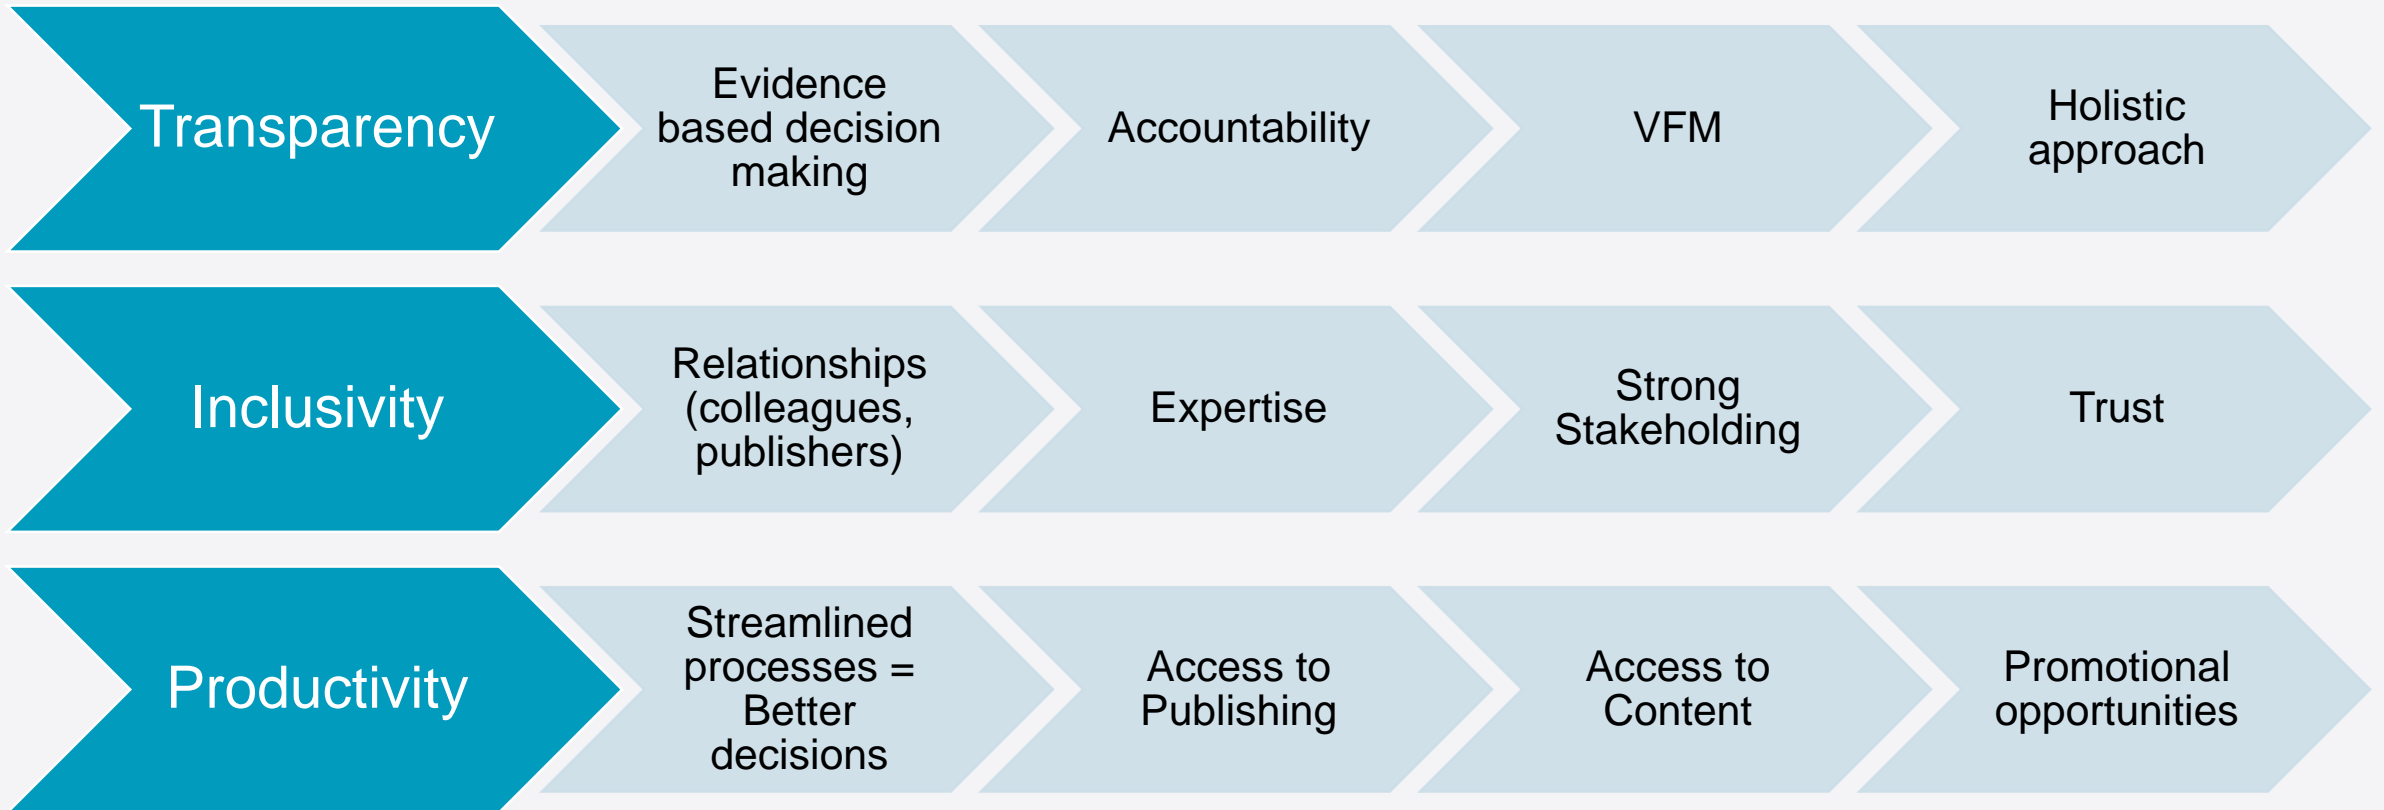 Transparency
Evidence
based decision
making
Accountability
VFM
Holistic
approach
Inclusivity
Relationships
(colleagues,
publishers)
Expertise
Strong
Stakeholding
Trust
Productivity
Streamlined
processes =
Better
decisions
Access to
Publishing
Access to
Content
Promotional
opportunities